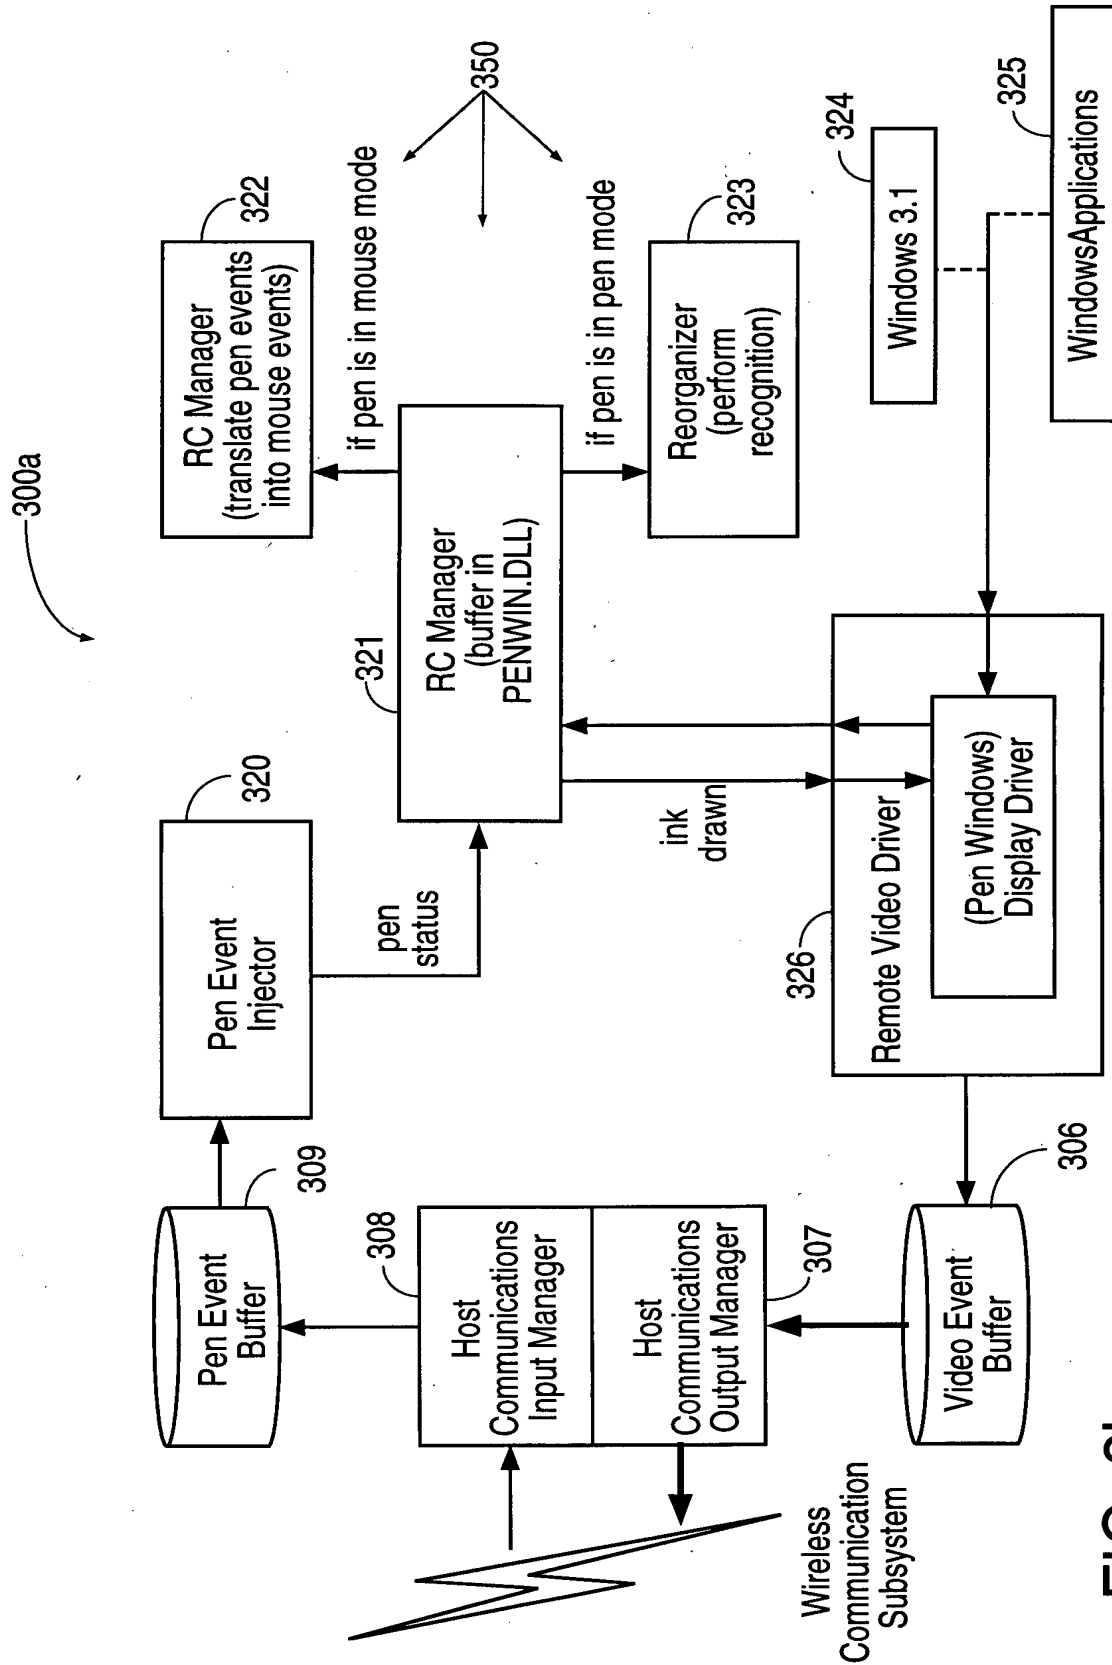 300a
Pen Event
Buffer
309
Pen Event
Injector
320
RC Manager
(translate pen events
into mouse events)
322
if pen is in mouse mode
350
pen
status
321
RC Manager
(buffer in
PENWIN.DLL)
if pen is in pen mode
Reorganizer
(perform
recognition)
323
308
Host
Communications
Input Manager
Host
Communications
Output Manager
307
ink
drawn
Wireless
Communication
Subsystem
Video Event
Buffer
306
326
Remote Video Driver
(Pen Windows)
Display Driver
324
Windows 3.1
325
WindowsApplications